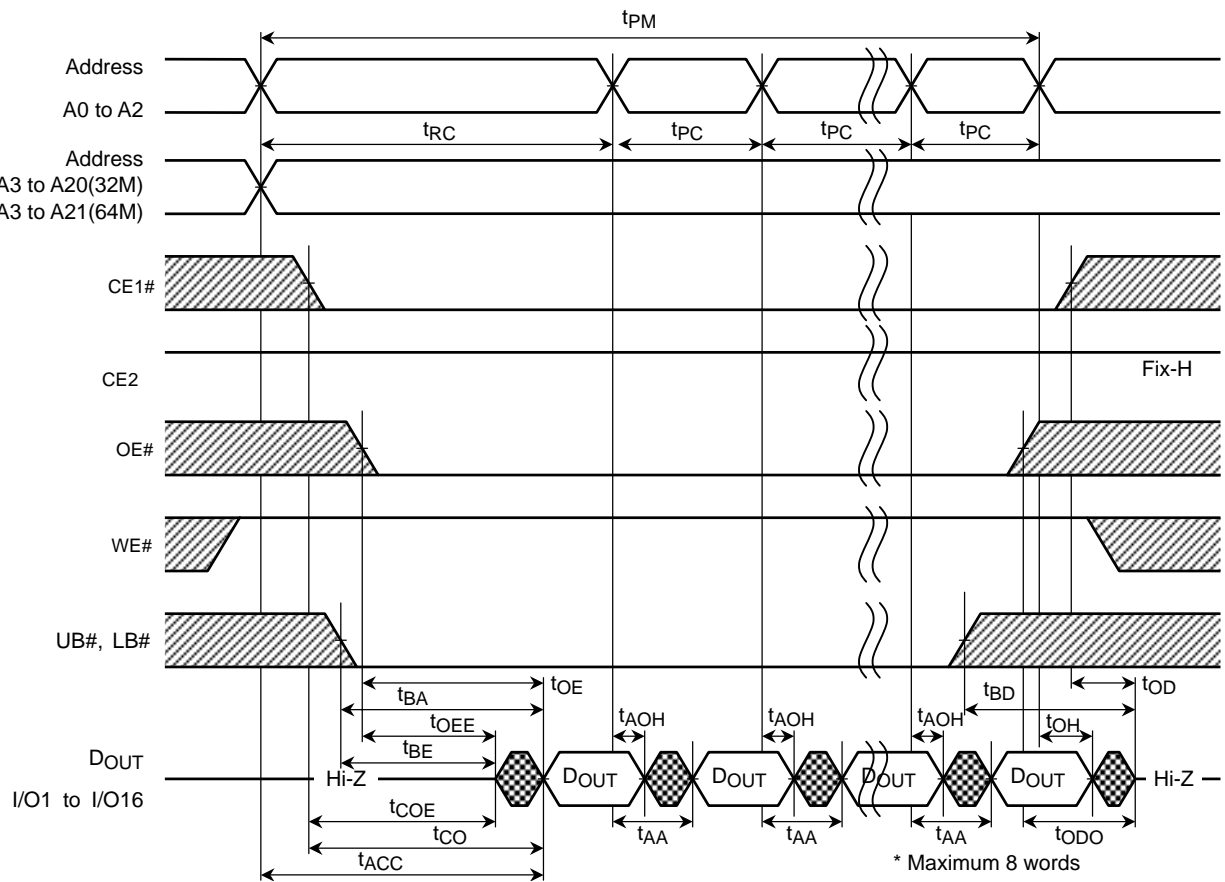 tPM
Address
A0 to A2
tRC
tPC
tPC
tPC
Address
A3 to A20(32M)
A3 to A21(64M)
CE1#
CE2
Fix-H
OE#
WE#
UB#, LB#
tOE
tBA
tOD
tBD
tOEE
tAOH
tAOH
tAOH
tOH
tBE
DOUT
I/O1 to I/O16
Hi-Z
DOUT
DOUT
DOUT
DOUT
Hi-Z
tCOE
tCO
tAA
tAA
tAA
tODO
tACC
* Maximum 8 words